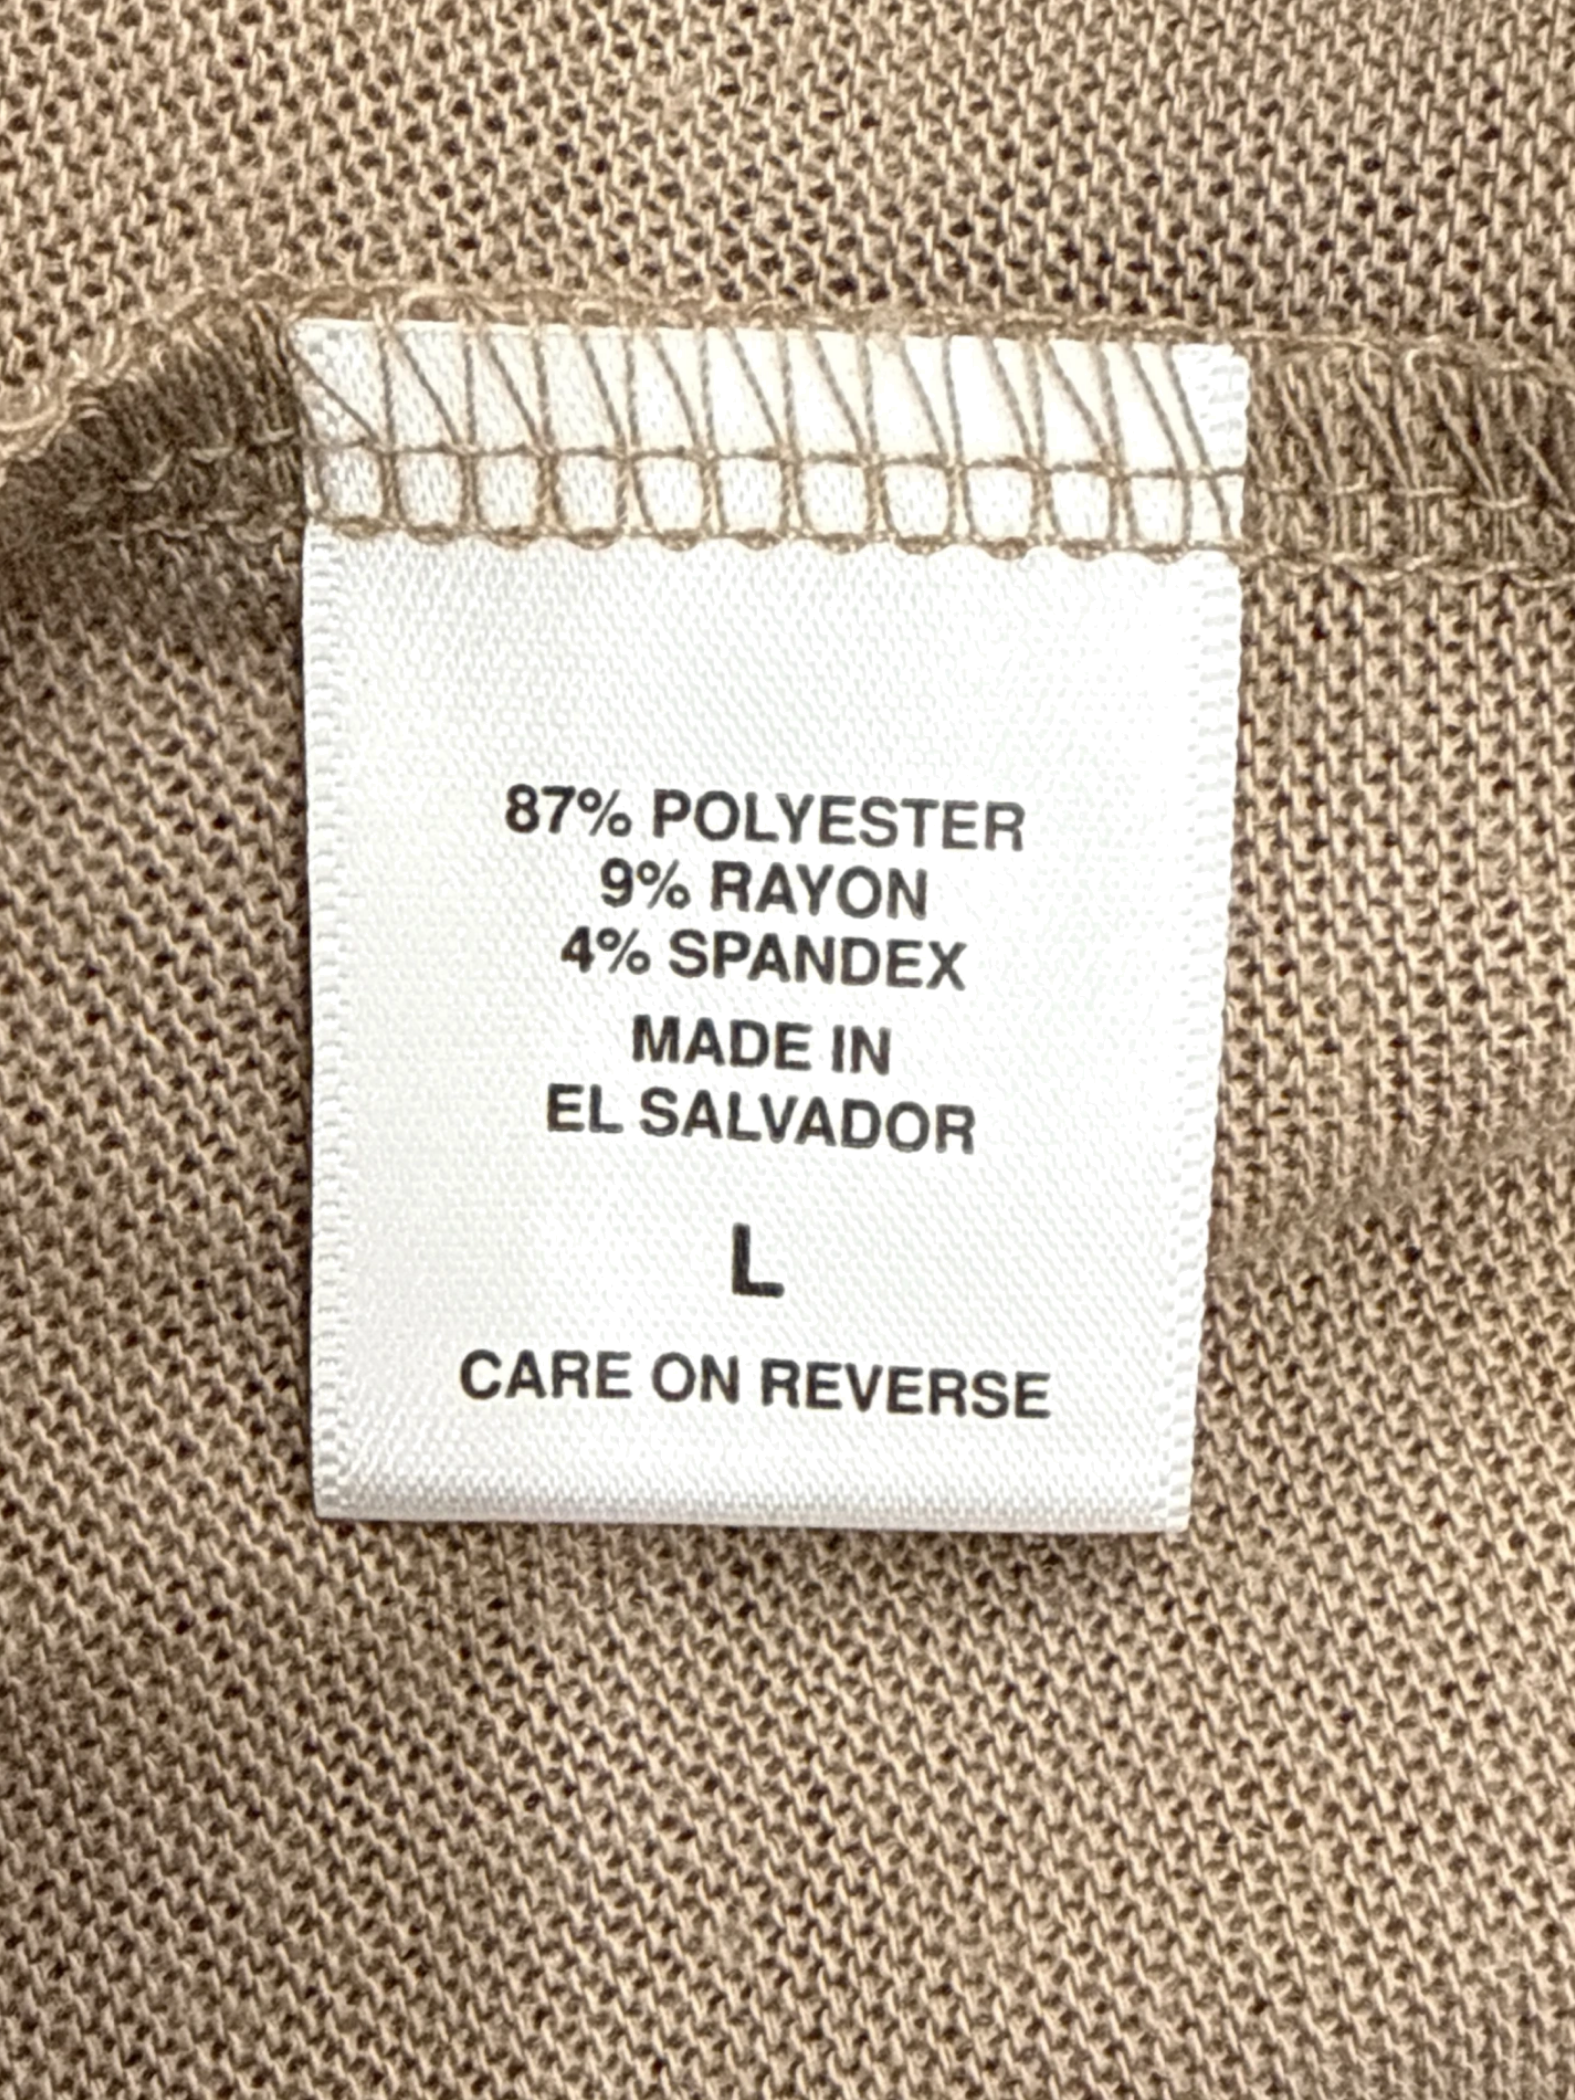 87% POLYESTER
9% RAYON
4% SPANDEX
MADE IN
EL SALVADOR
L
CARE ON REVERSE